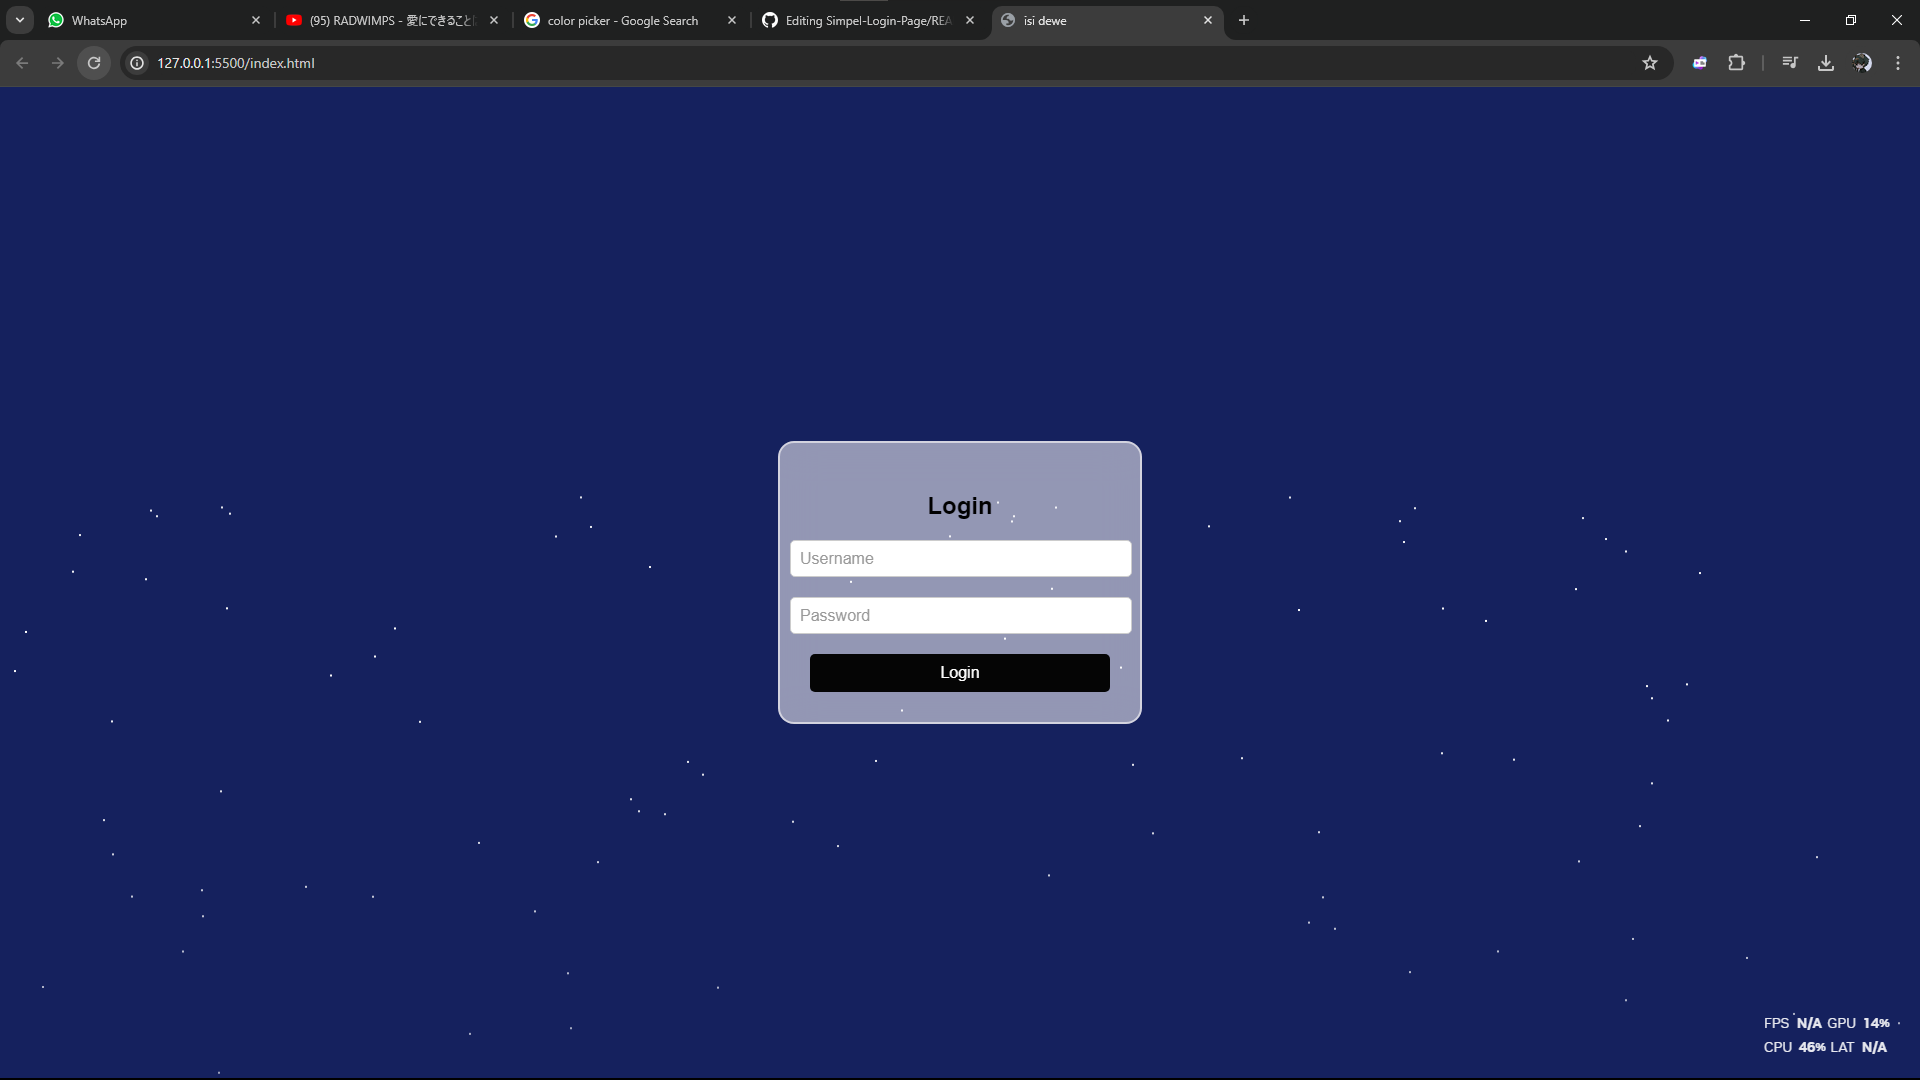 WhatsApp
(95) RADWIMPS - 愛にできることは
color picker - Google Search
Editing Simpel-Login-Page/REA
isi dewe
127.0.0.1:5500/index.html
Login
Username
Password
Login
FPS N/A GPU 14%
CPU 46% LAT N/A